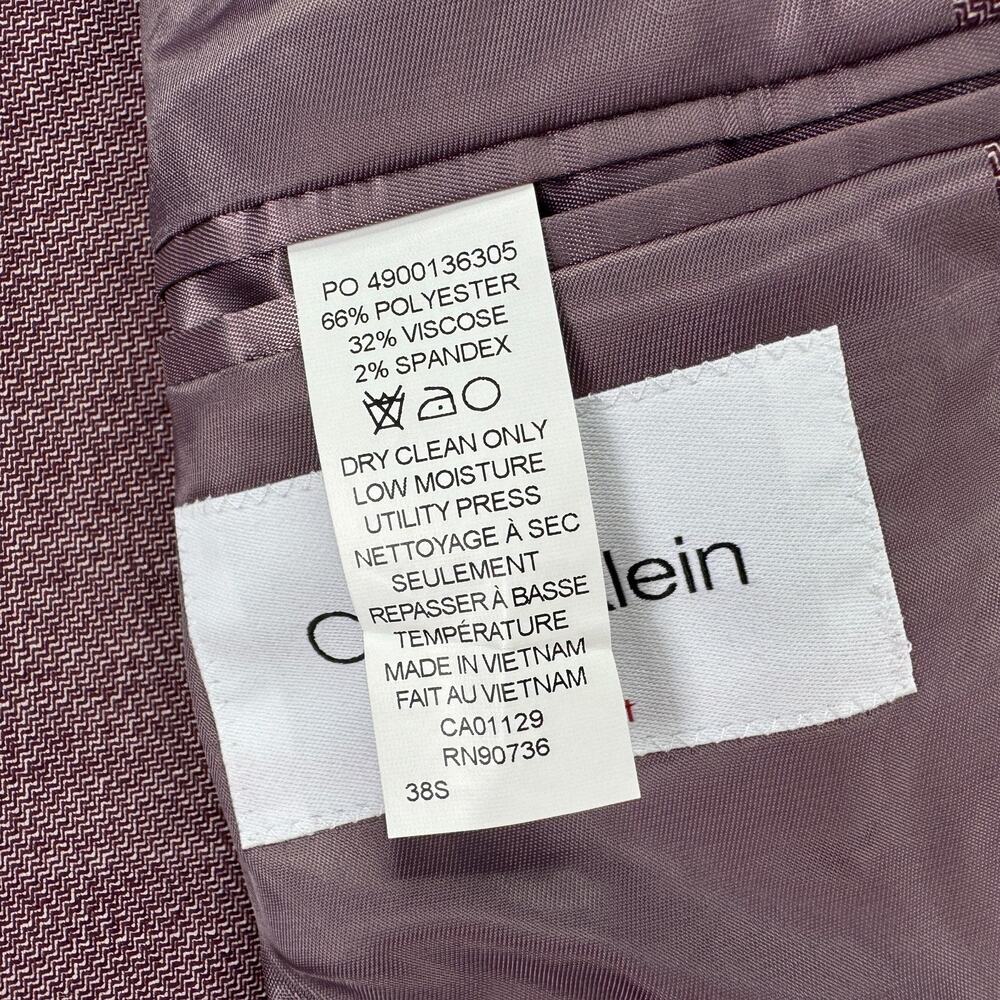 PO 4900136305
66% POLYESTER
32% VISCOSE
2% SPANDEX
DRY CLEAN ONLY
LOW MOISTURE
UTILITY PRESS
NETTOYAGE À SEC
SEULEMENT
REPASSER À BASSE
TEMPÉRATURE
MADE IN VIETNAM
FAIT AU VIETNAM
CA01129
RN90736
38S